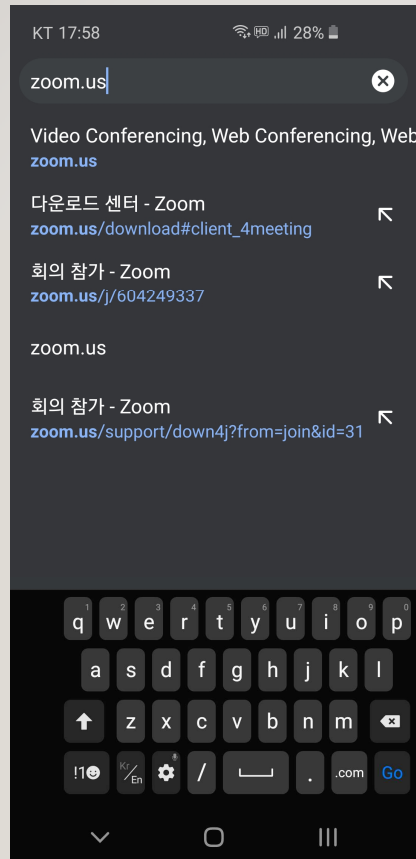 KT 17:58 HD 28%
zoom.us
Video Conferencing, Web Conferencing, Web
zoom.us
다운로드 센터 - Zoom
zoom.us/download#client_4meeting
회의 참가 - Zoom
zoom.us/j/604249337
zoom.us
회의 참가 - Zoom
zoom.us/support/down4j?from=join&id=31
1 2 3 4 5 6 7 8 9 0
q w e r t y u i o p
a s d f g h j k l
z x c v b n m
!1☻ Kr/En / . .com Go